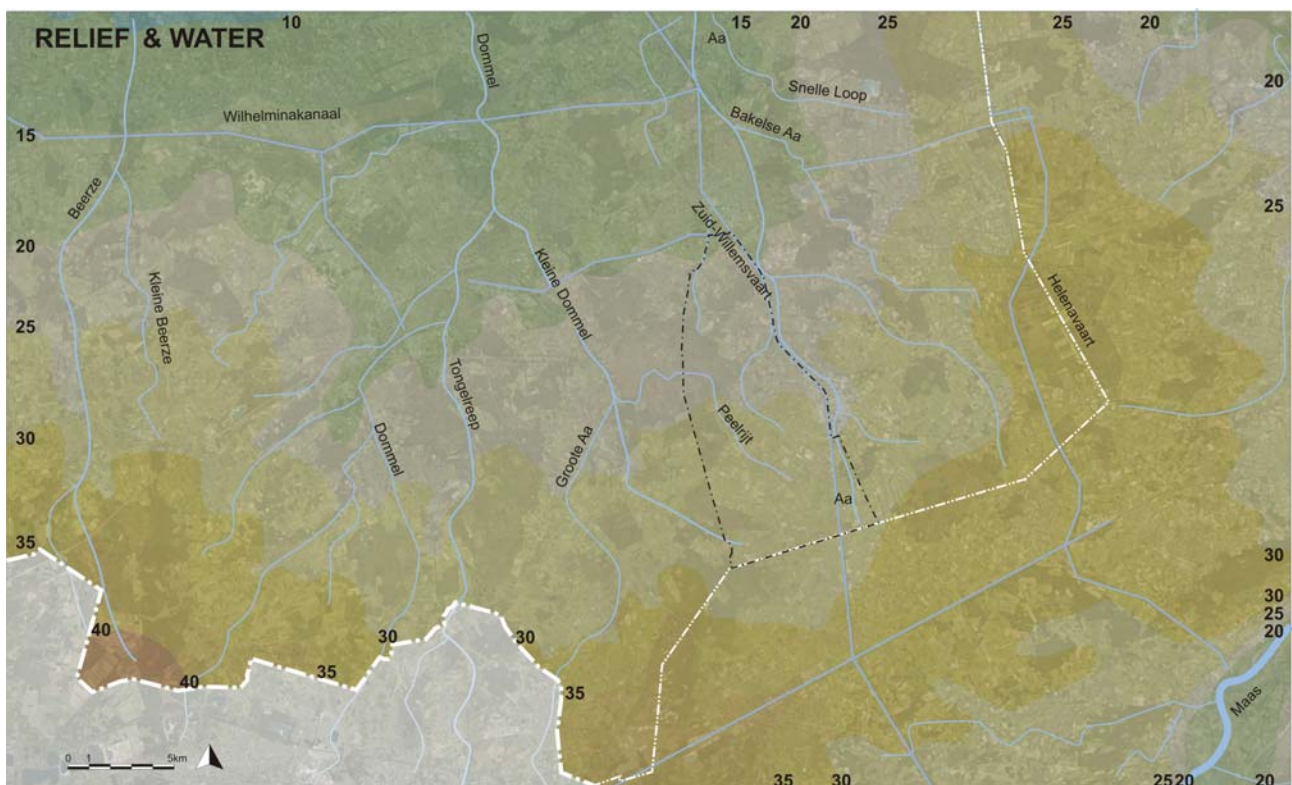 10
15
20
25
25
20
RELIEF & WATER
Dommel
Aa
Snelle Loop
20
Wilhelminakanaal
Bakelse Aa
15
Beerze
25
Zuid-Willemsvaart
20
Kleine Beerze
Kleine Dommel
Helenavaart
25
Tongelreep
30
Dommel
Groote Aa
Peelrijt
Aa
35
30
30
25
20
40
30
30
35
40
35
Maas
0 1 5km
35
30
25
20
20